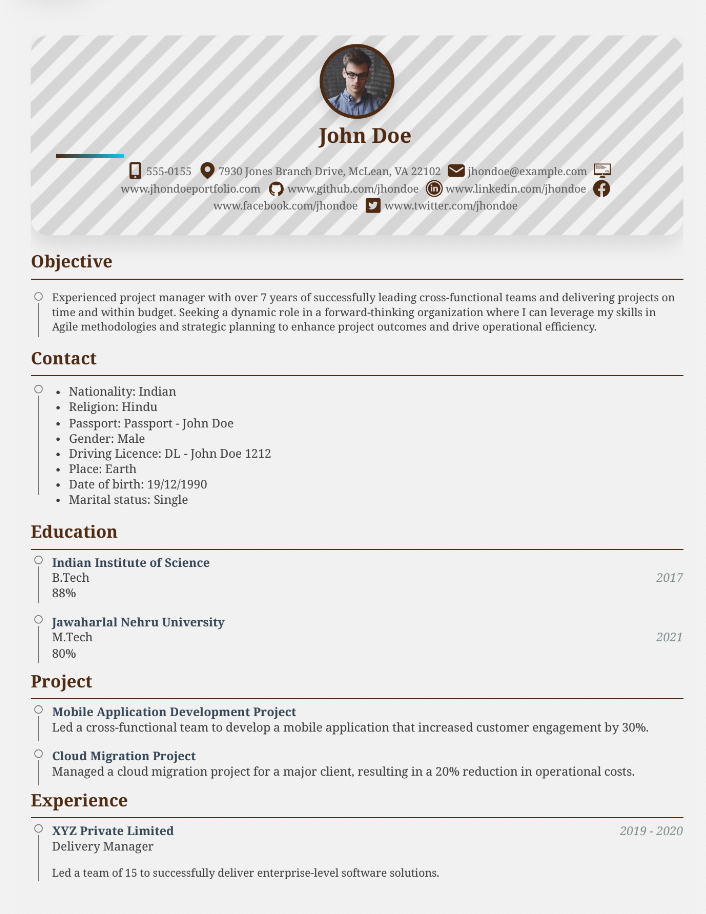 John Doe
555-0155 7930 Jones Branch Drive, McLean, VA 22102 jhondoe@example.com
www.jhondoeportfolio.com www.github.com/jhondoe www.linkedin.com/jhondoe
www.facebook.com/jhondoe www.twitter.com/jhondoe
Objective
Experienced project manager with over 7 years of successfully leading cross-functional teams and delivering projects on
time and within budget. Seeking a dynamic role in a forward-thinking organization where I can leverage my skills in
Agile methodologies and strategic planning to enhance project outcomes and drive operational efficiency.
Contact
• Nationality: Indian
• Religion: Hindu
• Passport: Passport - John Doe
• Gender: Male
• Driving Licence: DL - John Doe 1212
• Place: Earth
• Date of birth: 19/12/1990
• Marital status: Single
Education
Indian Institute of Science
B.Tech 2017
88%
Jawaharlal Nehru University
M.Tech 2021
80%
Project
Mobile Application Development Project
Led a cross-functional team to develop a mobile application that increased customer engagement by 30%.
Cloud Migration Project
Managed a cloud migration project for a major client, resulting in a 20% reduction in operational costs.
Experience
XYZ Private Limited 2019 - 2020
Delivery Manager
Led a team of 15 to successfully deliver enterprise-level software solutions.